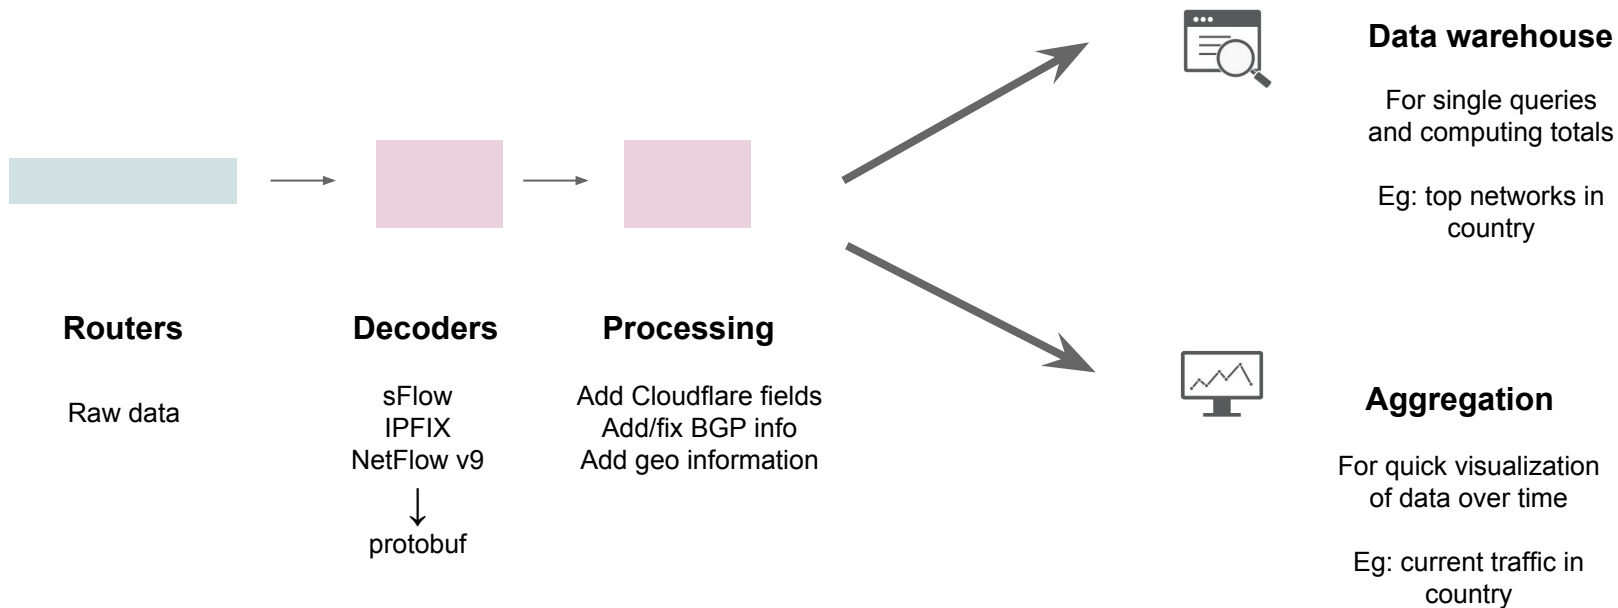 Routers
Raw data
Decoders
sFlow
IPFIX
NetFlow v9
protobuf
Processing
Add Cloudflare fields
Add/fix BGP info
Add geo information
Data warehouse
For single queries
and computing totals
Eg: top networks in
country
Aggregation
For quick visualization
of data over time
Eg: current traffic in
country